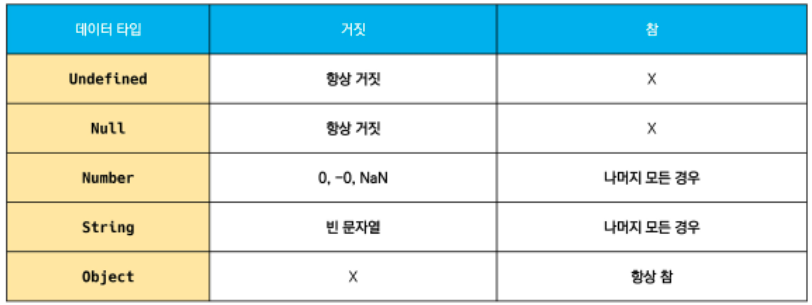 데이터 타입 거짓 참
Undefined 항상 거짓 X
Null 항상 거짓 X
Number 0, -0, NaN 나머지 모든 경우
String 빈 문자열 나머지 모든 경우
Object X 항상 참